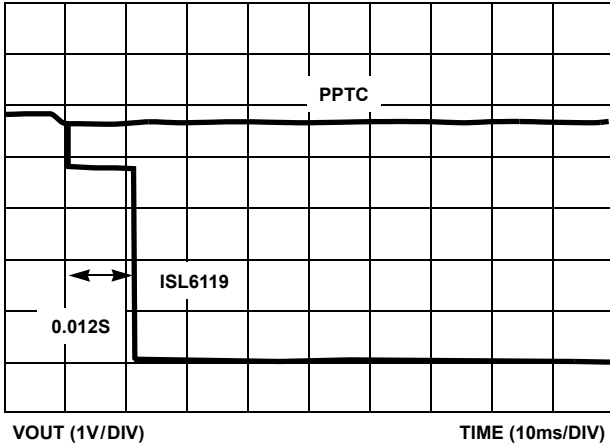 PPTC
ISL6119
0.012S
VOUT (1V/DIV)
TIME (10ms/DIV)